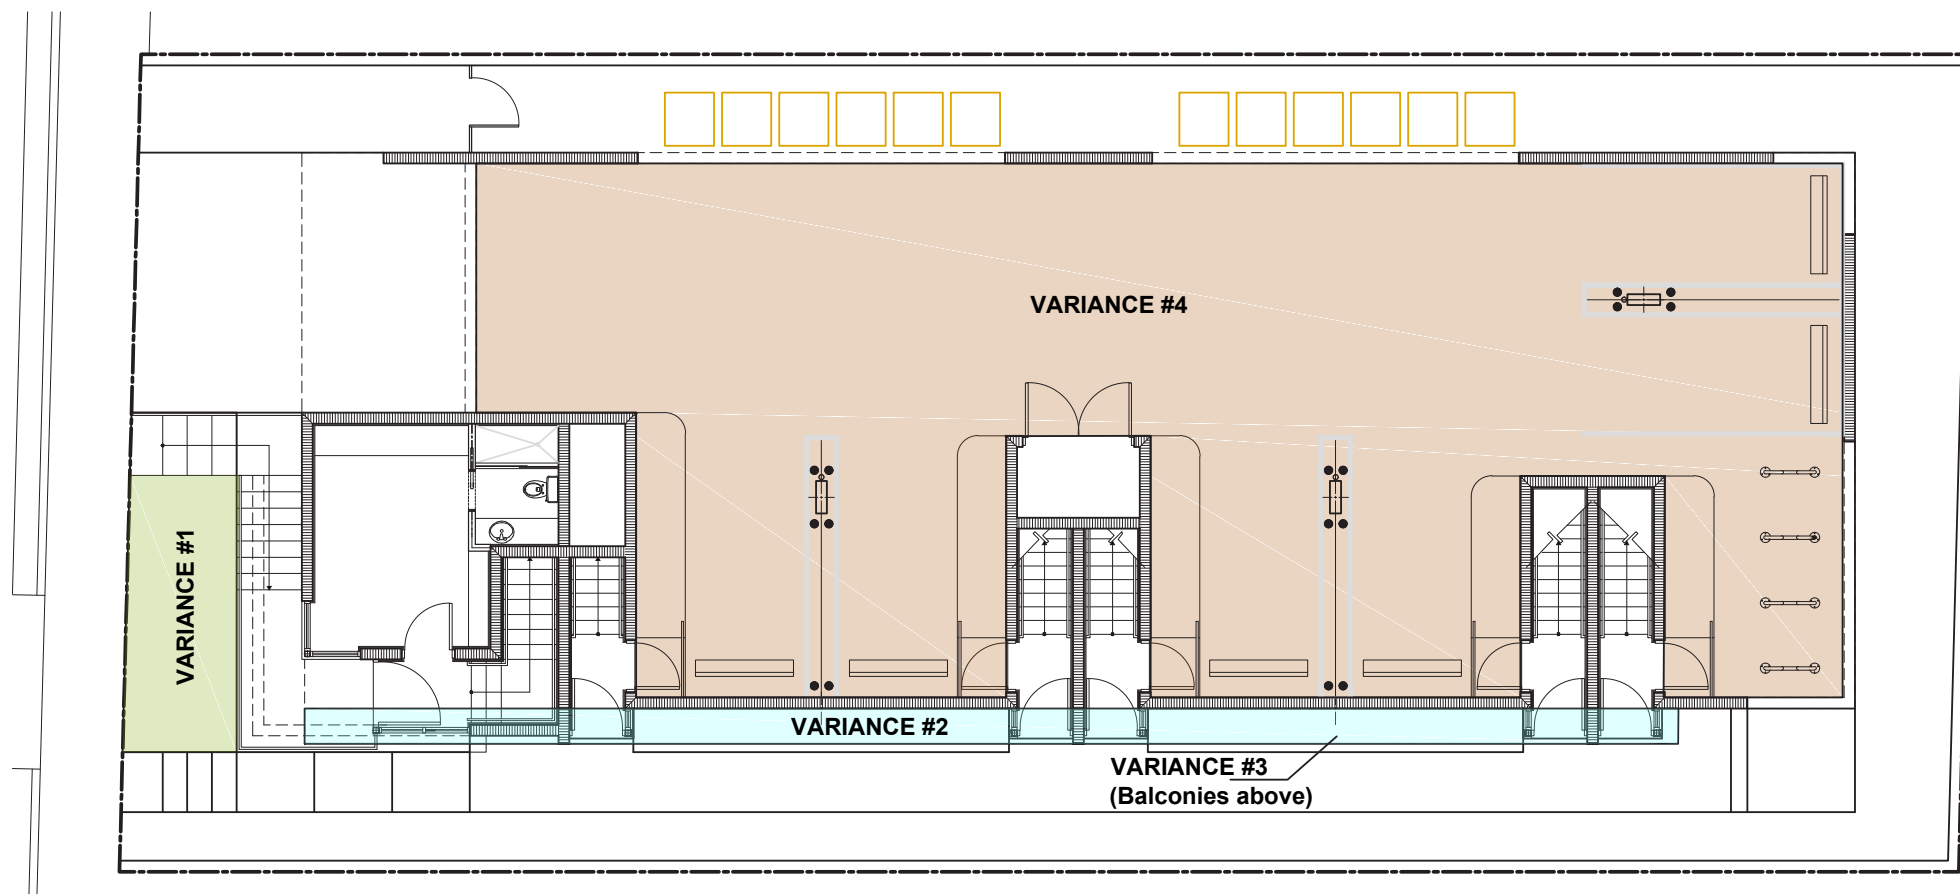 VARIANCE #4
VARIANCE #1
VARIANCE #2
VARIANCE #3
(Balconies above)